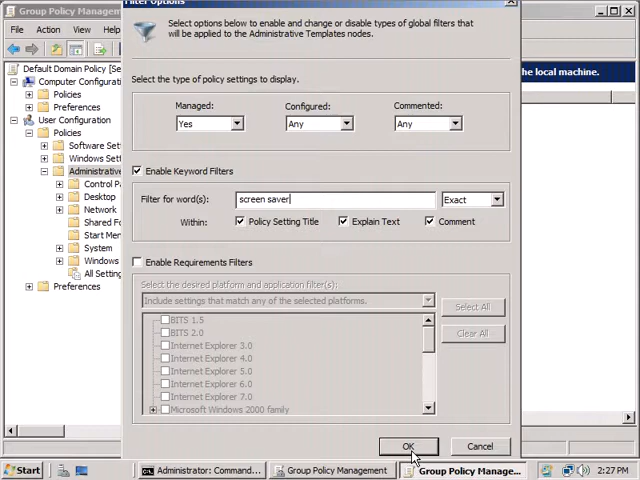 Group Policy Manage
Filter Options
File Action View Help
Select options below to enable and change or disable types of global filters that
will be applied to the Administrative Templates nodes.
Default Domain Policy [Se
Computer Configurati
Policies
Preferences
User Configuration
Policies
Software Set
Windows Sett
Administrative
Control Pa
Desktop
Network
Shared Fo
Start Men
System
Windows
All Setting
Preferences
he local machine.
Select the type of policy settings to display.
Managed: Configured: Commented:
Yes Any Any
Enable Keyword Filters
Filter for word(s): screen saver Exact
Within: Policy Setting Title Explain Text Comment
Enable Requirements Filters
Select the desired platform and application filter(s):
Include settings that match any of the selected platforms.
Select All
Clear All
BITS 1.5
BITS 2.0
Internet Explorer 3.0
Internet Explorer 4.0
Internet Explorer 5.0
Internet Explorer 6.0
Internet Explorer 7.0
Microsoft Windows 2000 family
OK Cancel
Start Administrator: Command... Group Policy Management Group Policy Manage... 2:27 PM